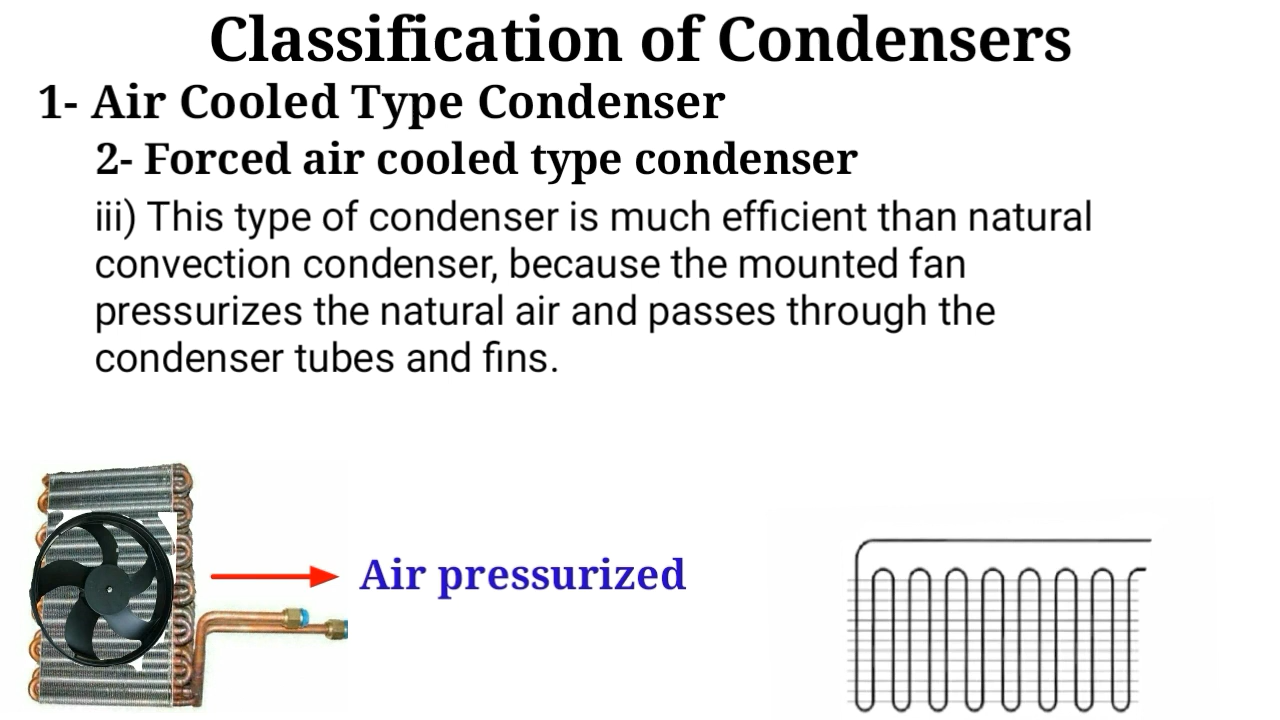 Classification of Condensers
1- Air Cooled Type Condenser
2- Forced air cooled type condenser
iii) This type of condenser is much efficient than natural
convection condenser, because the mounted fan
pressurizes the natural air and passes through the
condenser tubes and fins.
Air pressurized